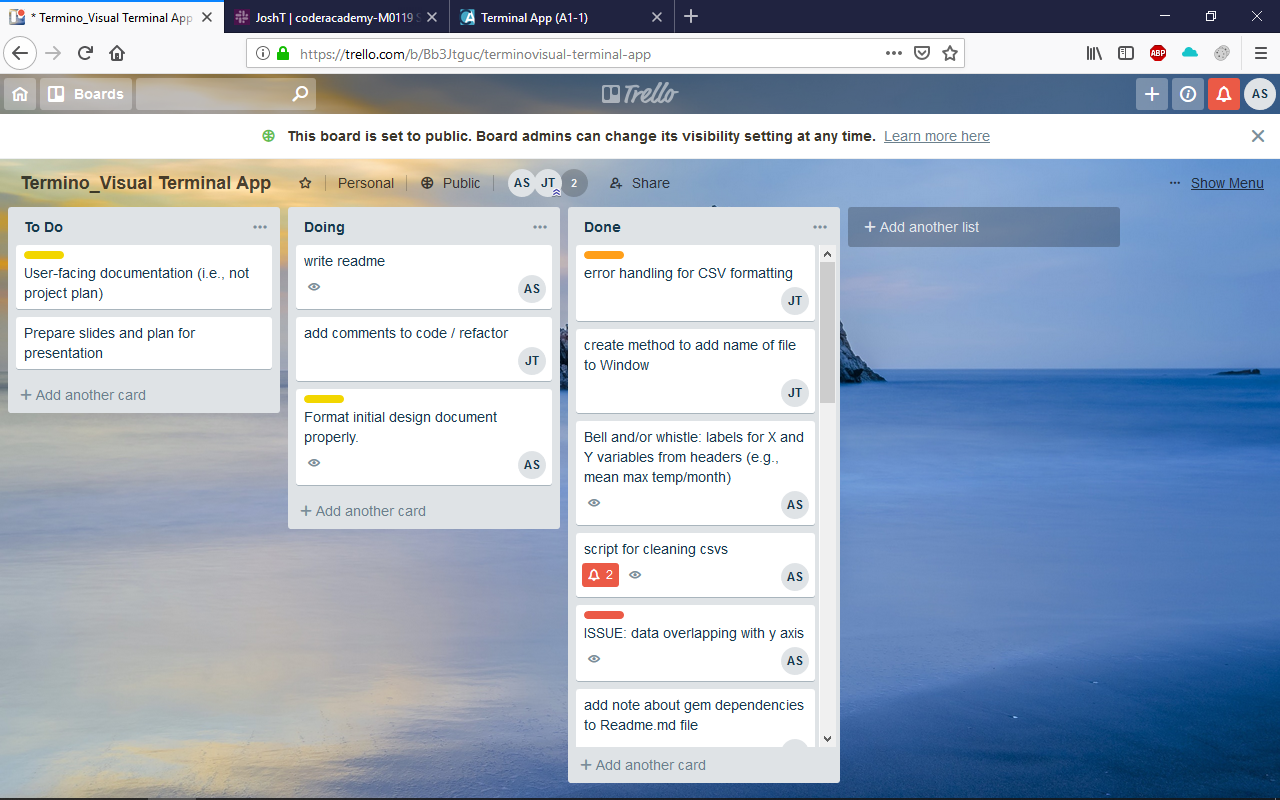 * Termino_Visual Terminal App
JoshT | coderacademy-M0119 S
Terminal App (A1-1)
https://trello.com/b/Bb3Jtguc/terminovisual-terminal-app
ABP
Boards
Trello
AS
This board is set to public. Board admins can change its visibility setting at any time. Learn more here
Termino_Visual Terminal App
Personal
Public
AS
JT
2
Share
Show Menu
To Do
User-facing documentation (i.e., not
project plan)
Prepare slides and plan for
presentation
+ Add another card
Doing
write readme
AS
add comments to code / refactor
JT
Format initial design document
properly.
AS
+ Add another card
Done
error handling for CSV formatting
JT
create method to add name of file
to Window
JT
Bell and/or whistle: labels for X and
Y variables from headers (e.g.,
mean max temp/month)
AS
script for cleaning csvs
2
AS
ISSUE: data overlapping with y axis
AS
add note about gem dependencies
to Readme.md file
+ Add another card
+ Add another list